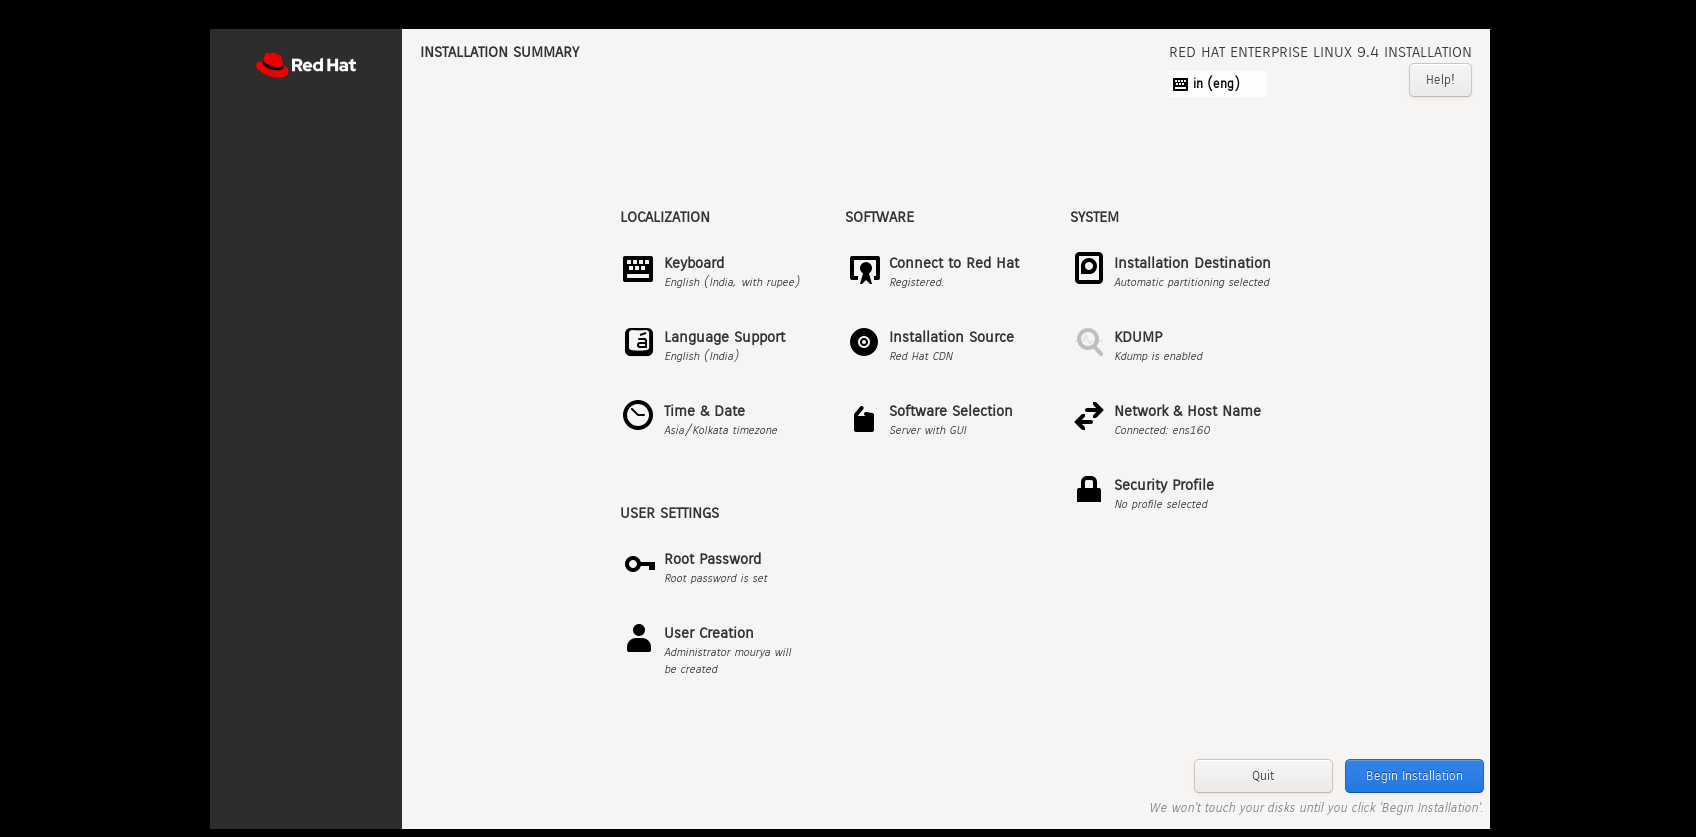 Red Hat
INSTALLATION SUMMARY
RED HAT ENTERPRISE LINUX 9.4 INSTALLATION
in (eng)
Help!
LOCALIZATION
Keyboard
English (India, with rupee)
Language Support
English (India)
Time & Date
Asia/Kolkata timezone
SOFTWARE
Connect to Red Hat
Registered.
Installation Source
Red Hat CDN
Software Selection
Server with GUI
SYSTEM
Installation Destination
Automatic partitioning selected
KDUMP
Kdump is enabled
Network & Host Name
Connected: ens160
Security Profile
No profile selected
USER SETTINGS
Root Password
Root password is set
User Creation
Administrator mourya will
be created
Quit
Begin Installation
We won't touch your disks until you click 'Begin Installation'.